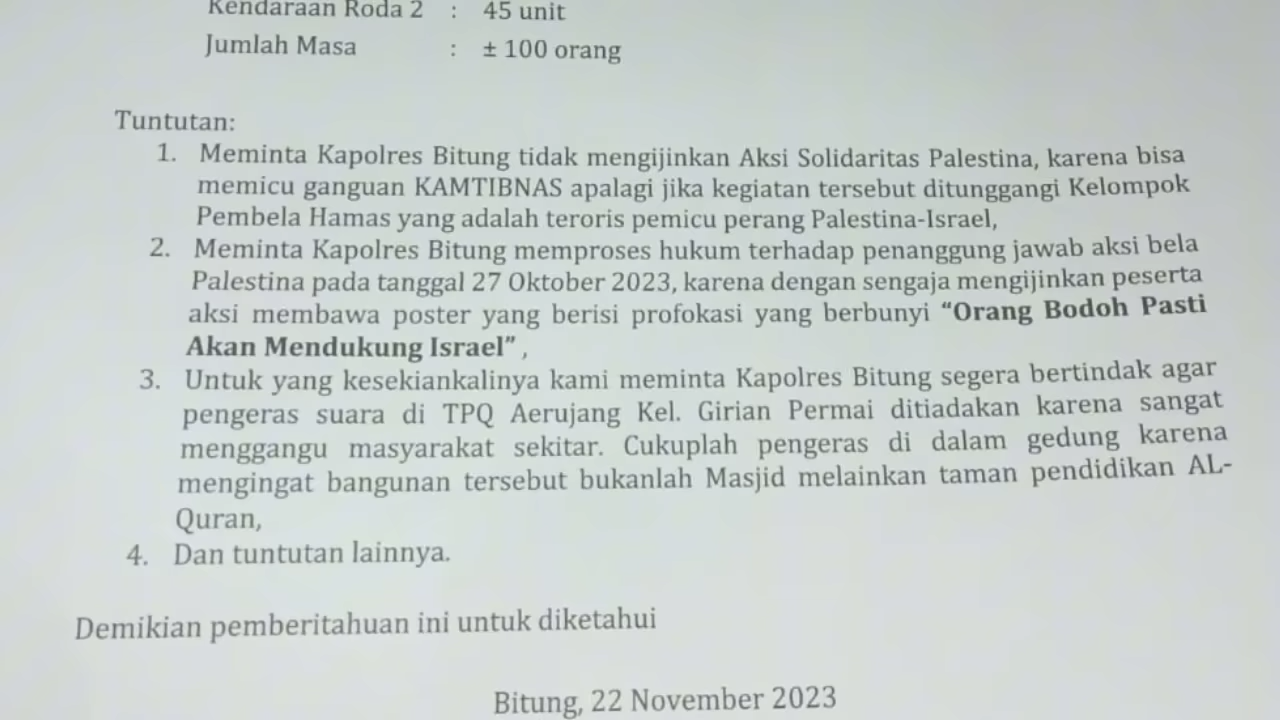 Kendaraan Roda 2 : 45 unit
Jumlah Masa : ± 100 orang
Tuntutan:
1. Meminta Kapolres Bitung tidak mengijinkan Aksi Solidaritas Palestina, karena bisa
memicu ganguan KAMTIBNAS apalagi jika kegiatan tersebut ditunggangi Kelompok
Pembela Hamas yang adalah teroris pemicu perang Palestina-Israel,
2. Meminta Kapolres Bitung memproses hukum terhadap penanggung jawab aksi bela
Palestina pada tanggal 27 Oktober 2023, karena dengan sengaja mengijinkan peserta
aksi membawa poster yang berisi profokasi yang berbunyi “Orang Bodoh Pasti
Akan Mendukung Israel” ,
3. Untuk yang kesekiankalinya kami meminta Kapolres Bitung segera bertindak agar
pengeras suara di TPQ Aerujang Kel. Girian Permai ditiadakan karena sangat
menggangu masyarakat sekitar. Cukuplah pengeras di dalam gedung karena
mengingat bangunan tersebut bukanlah Masjid melainkan taman pendidikan AL-
Quran,
4. Dan tuntutan lainnya.
Demikian pemberitahuan ini untuk diketahui
Bitung, 22 November 2023